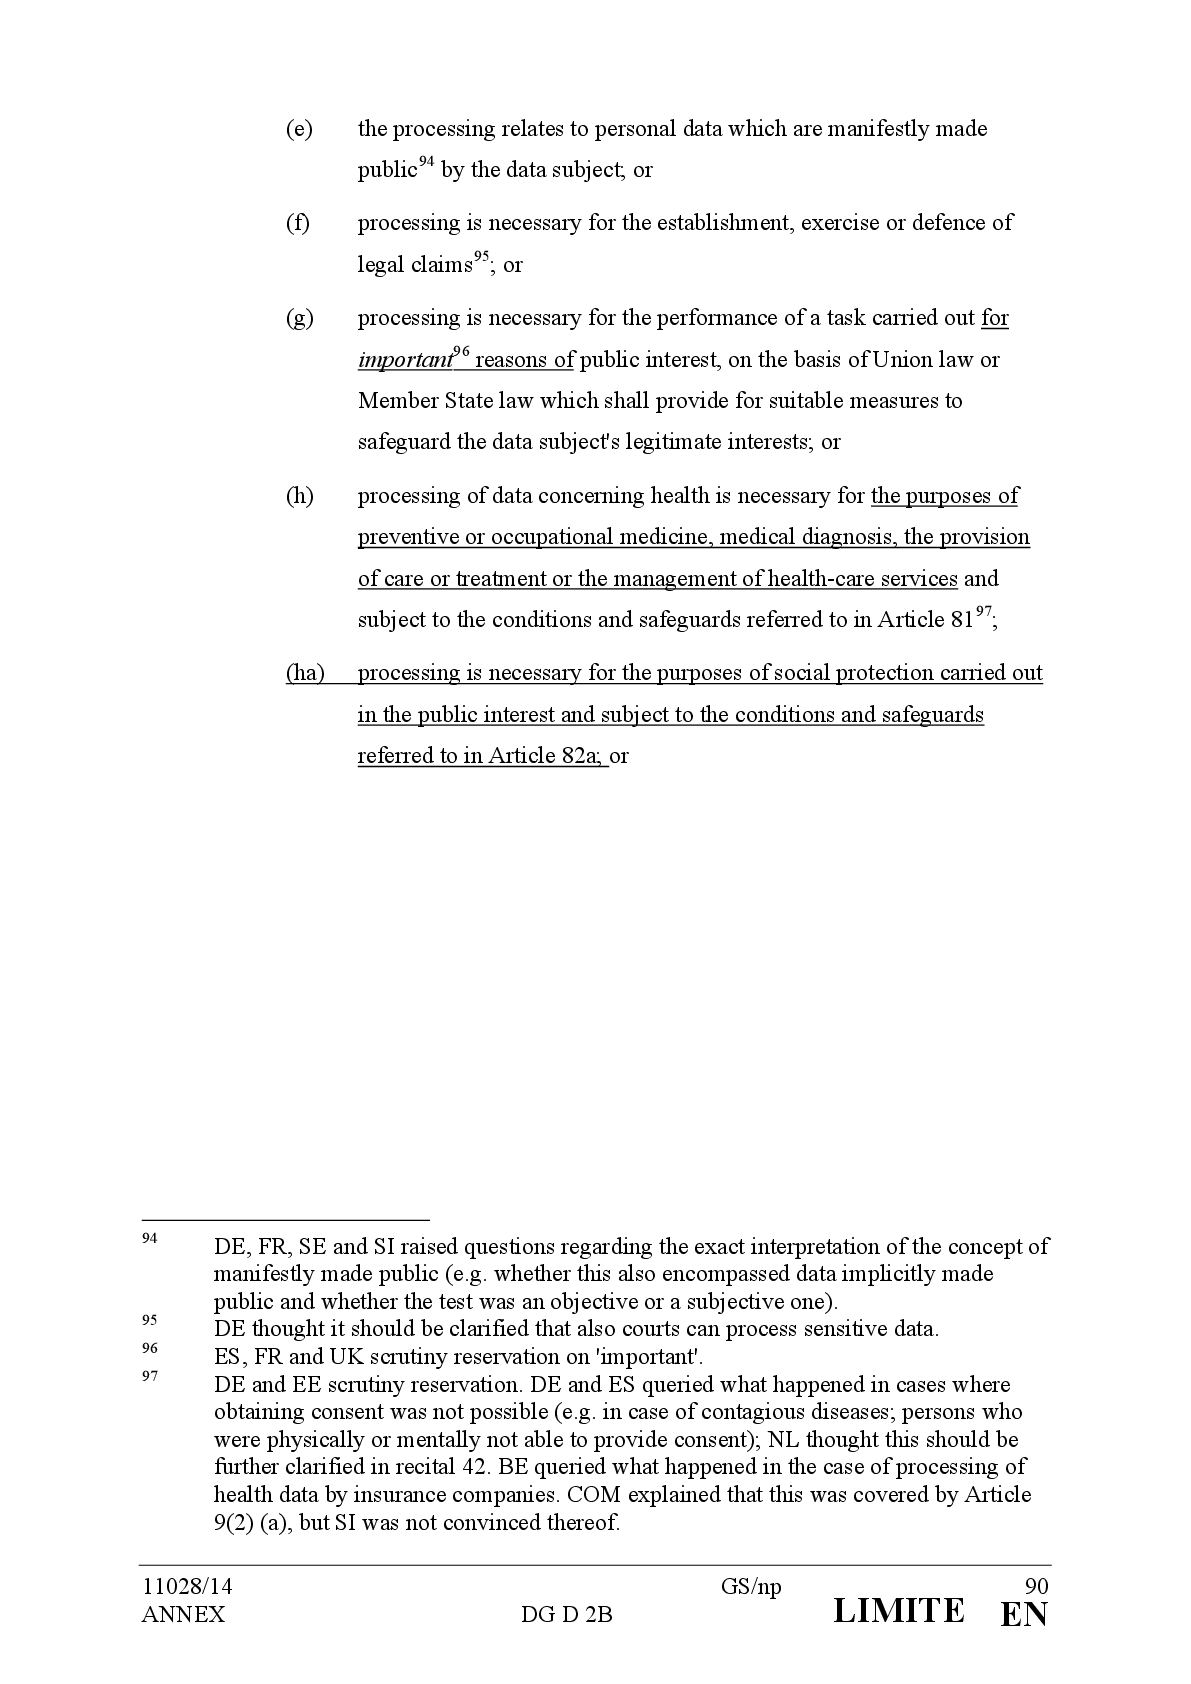 (e) the processing relates to personal data which are manifestly made
public94 by the data subject; or
(f) processing is necessary for the establishment, exercise or defence of
legal claims95; or
(g) processing is necessary for the performance of a task carried out for
important96 reasons of public interest, on the basis of Union law or
Member State law which shall provide for suitable measures to
safeguard the data subject's legitimate interests; or
(h) processing of data concerning health is necessary for the purposes of
preventive or occupational medicine, medical diagnosis, the provision
of care or treatment or the management of health-care services and
subject to the conditions and safeguards referred to in Article 8197;
(ha) processing is necessary for the purposes of social protection carried out
in the public interest and subject to the conditions and safeguards
referred to in Article 82a; or
94 DE, FR, SE and SI raised questions regarding the exact interpretation of the concept of
manifestly made public (e.g. whether this also encompassed data implicitly made
public and whether the test was an objective or a subjective one).
95 DE thought it should be clarified that also courts can process sensitive data.
96 ES, FR and UK scrutiny reservation on 'important'.
97 DE and EE scrutiny reservation. DE and ES queried what happened in cases where
obtaining consent was not possible (e.g. in case of contagious diseases; persons who
were physically or mentally not able to provide consent); NL thought this should be
further clarified in recital 42. BE queried what happened in the case of processing of
health data by insurance companies. COM explained that this was covered by Article
9(2) (a), but SI was not convinced thereof.
11028/14 GS/np 90
ANNEX DG D 2B LIMITE EN